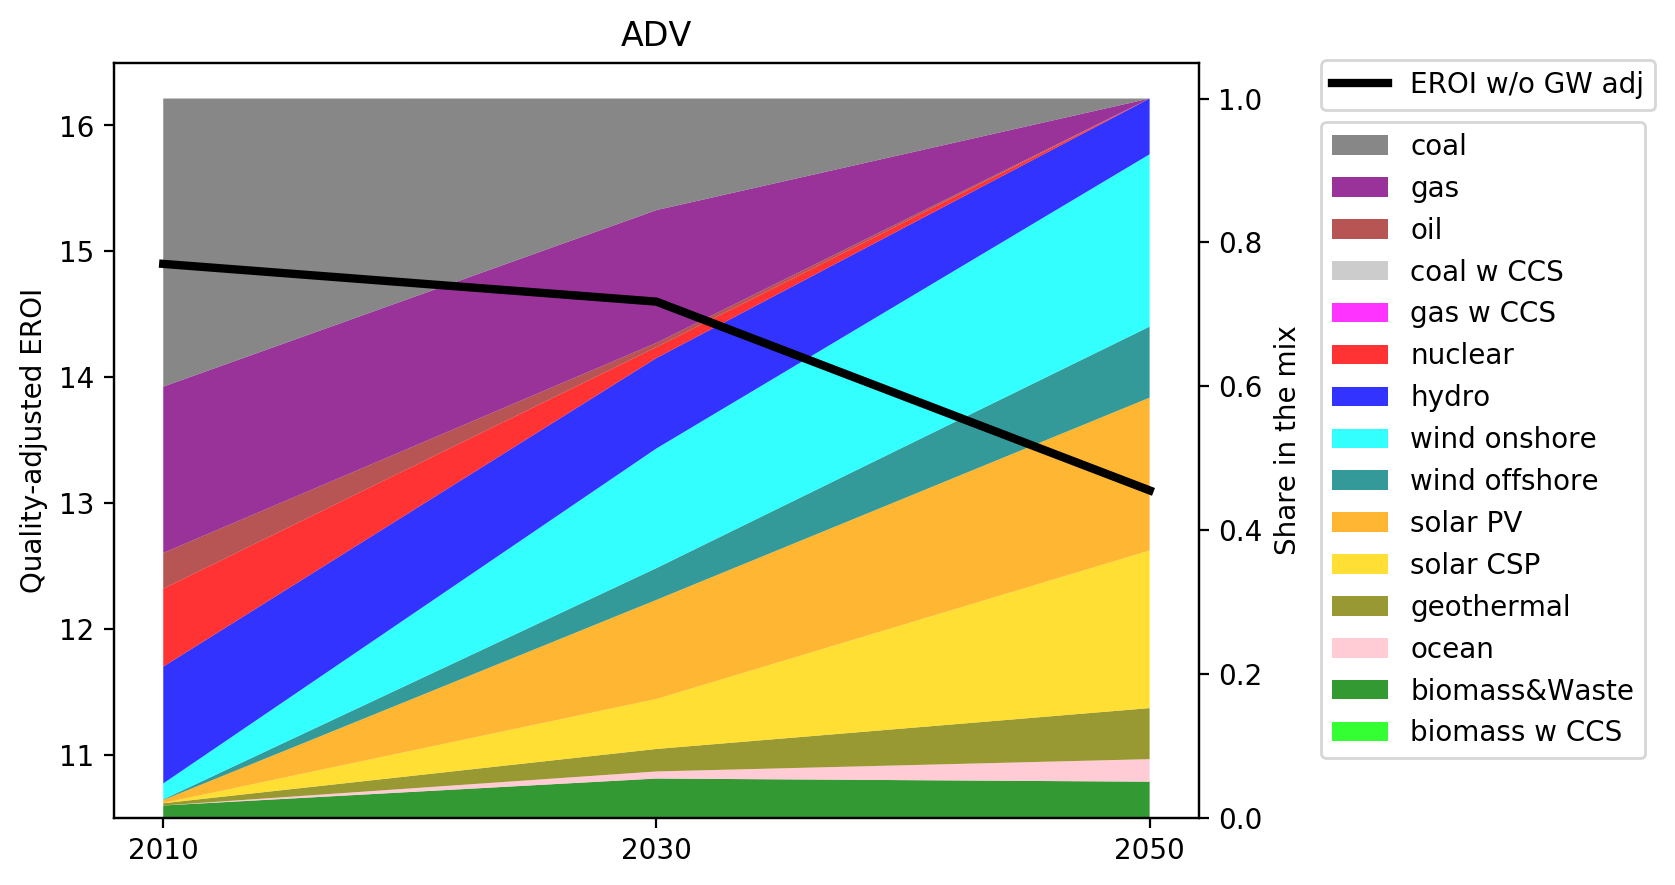 ADV
Quality-adjusted EROI
16
15
14
13
12
11
2010
2030
2050
1.0
0.8
0.6
0.4
0.2
0.0
Share in the mix
EROI w/o GW adj
coal
gas
oil
coal w CCS
gas w CCS
nuclear
hydro
wind onshore
wind offshore
solar PV
solar CSP
geothermal
ocean
biomass&Waste
biomass w CCS